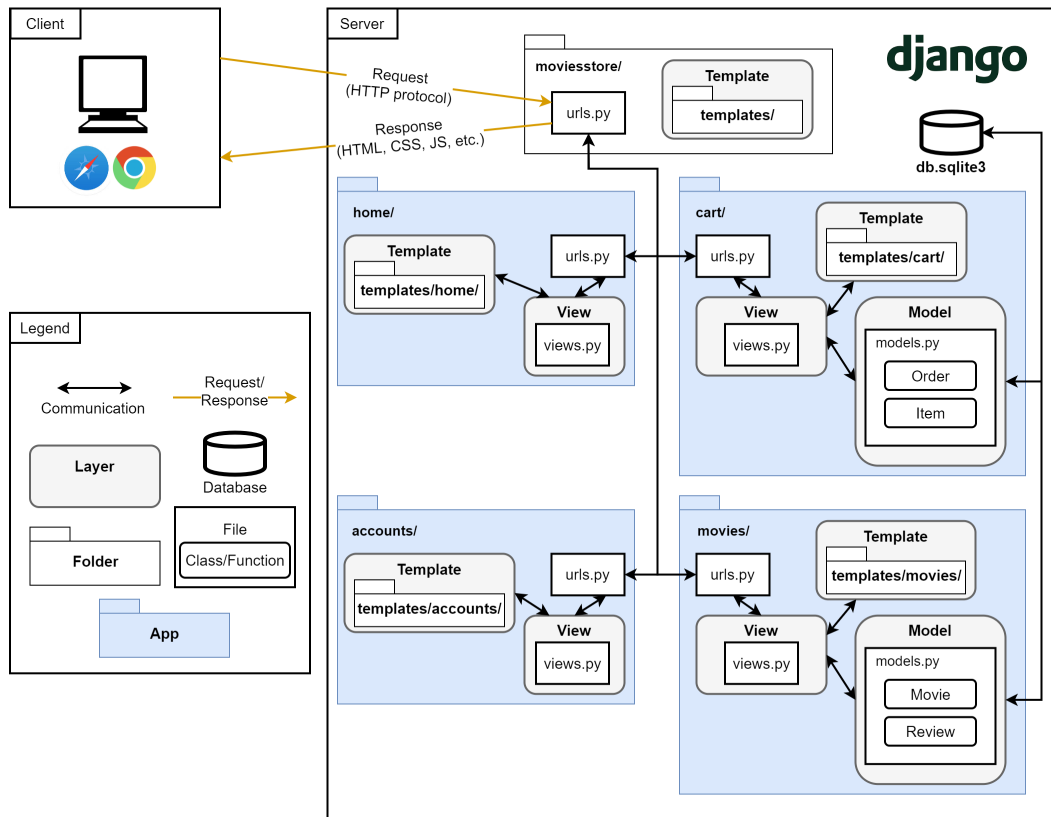 Client
Request
(HTTP protocol)
Response
(HTML, CSS, JS, etc.)
Server
moviesstore/
urls.py
Template
templates/
django
db.sqlite3
home/
Template
templates/home/
urls.py
View
views.py
cart/
urls.py
View
views.py
Template
templates/cart/
Model
models.py
Order
Item
Legend
Communication
Request/
Response
Layer
Database
Folder
File
Class/Function
App
accounts/
Template
templates/accounts/
urls.py
View
views.py
movies/
urls.py
View
views.py
Template
templates/movies/
Model
models.py
Movie
Review